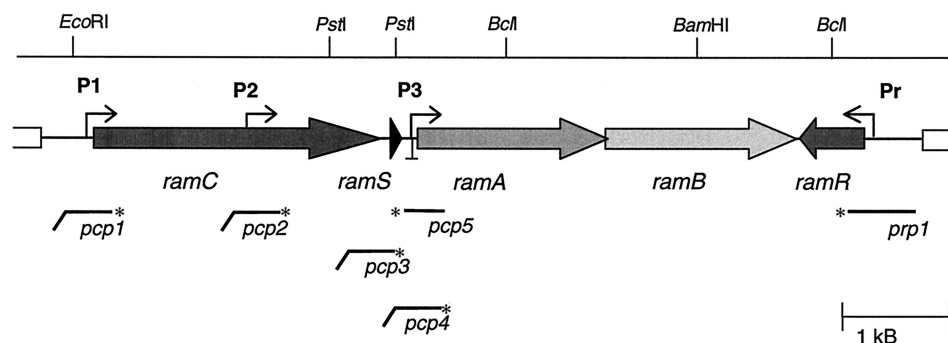 EcoRI PstI PstI BclI BamHI BclI
P1 P2 P3 Pr
ramC ramS ramA ramB ramR
* * * *
pcp1 pcp2 pcp5 prp1
*
pcp3
*
pcp4
1 kB